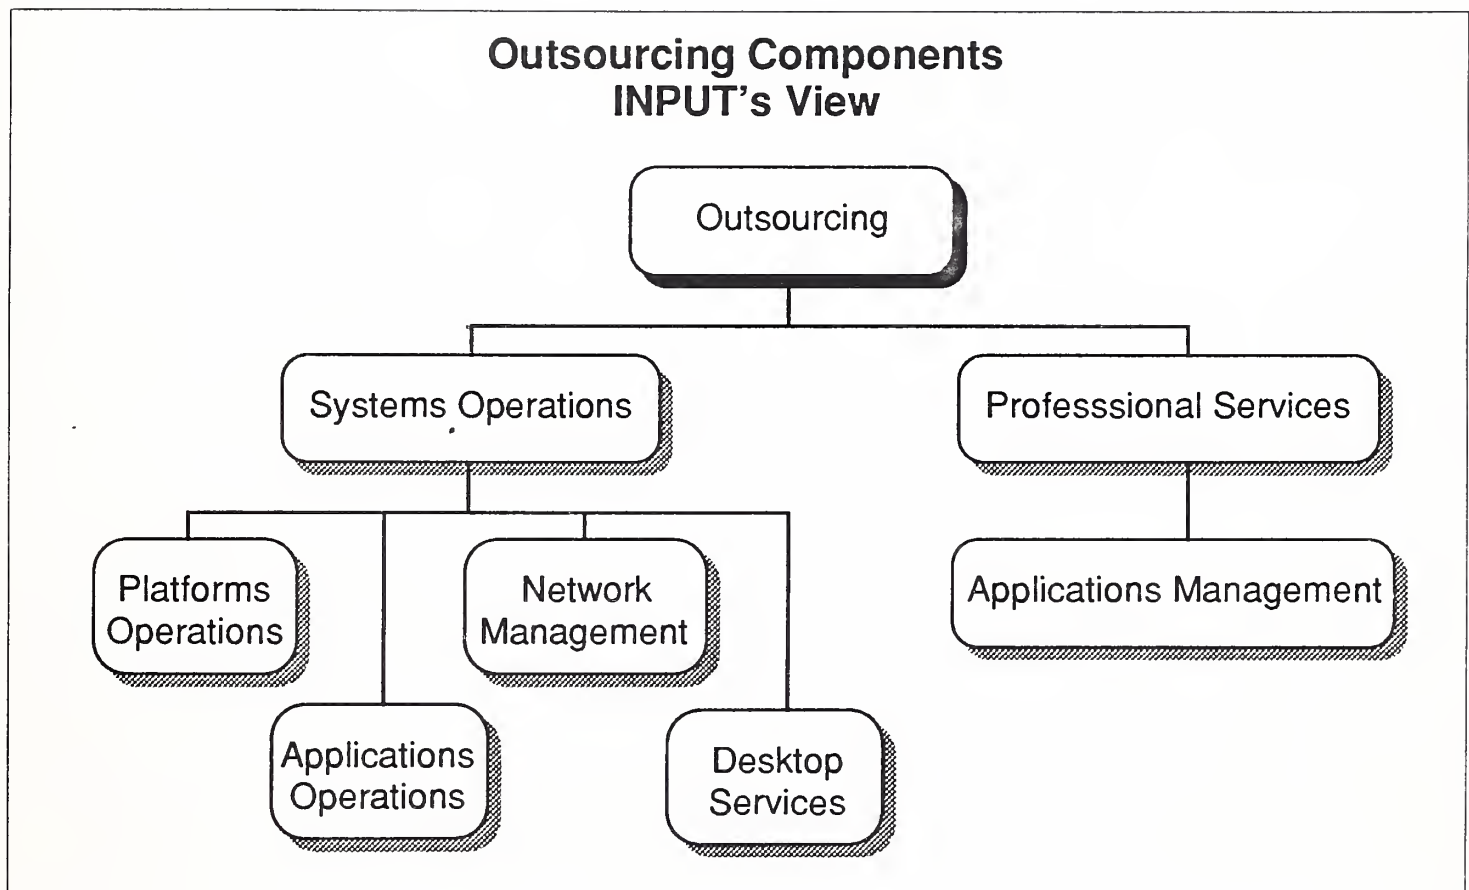 Outsourcing Components
INPUT's View
Outsourcing
Systems Operations
Professsional Services
Platforms
Operations
Network
Management
Applications Management
Applications
Operations
Desktop
Services